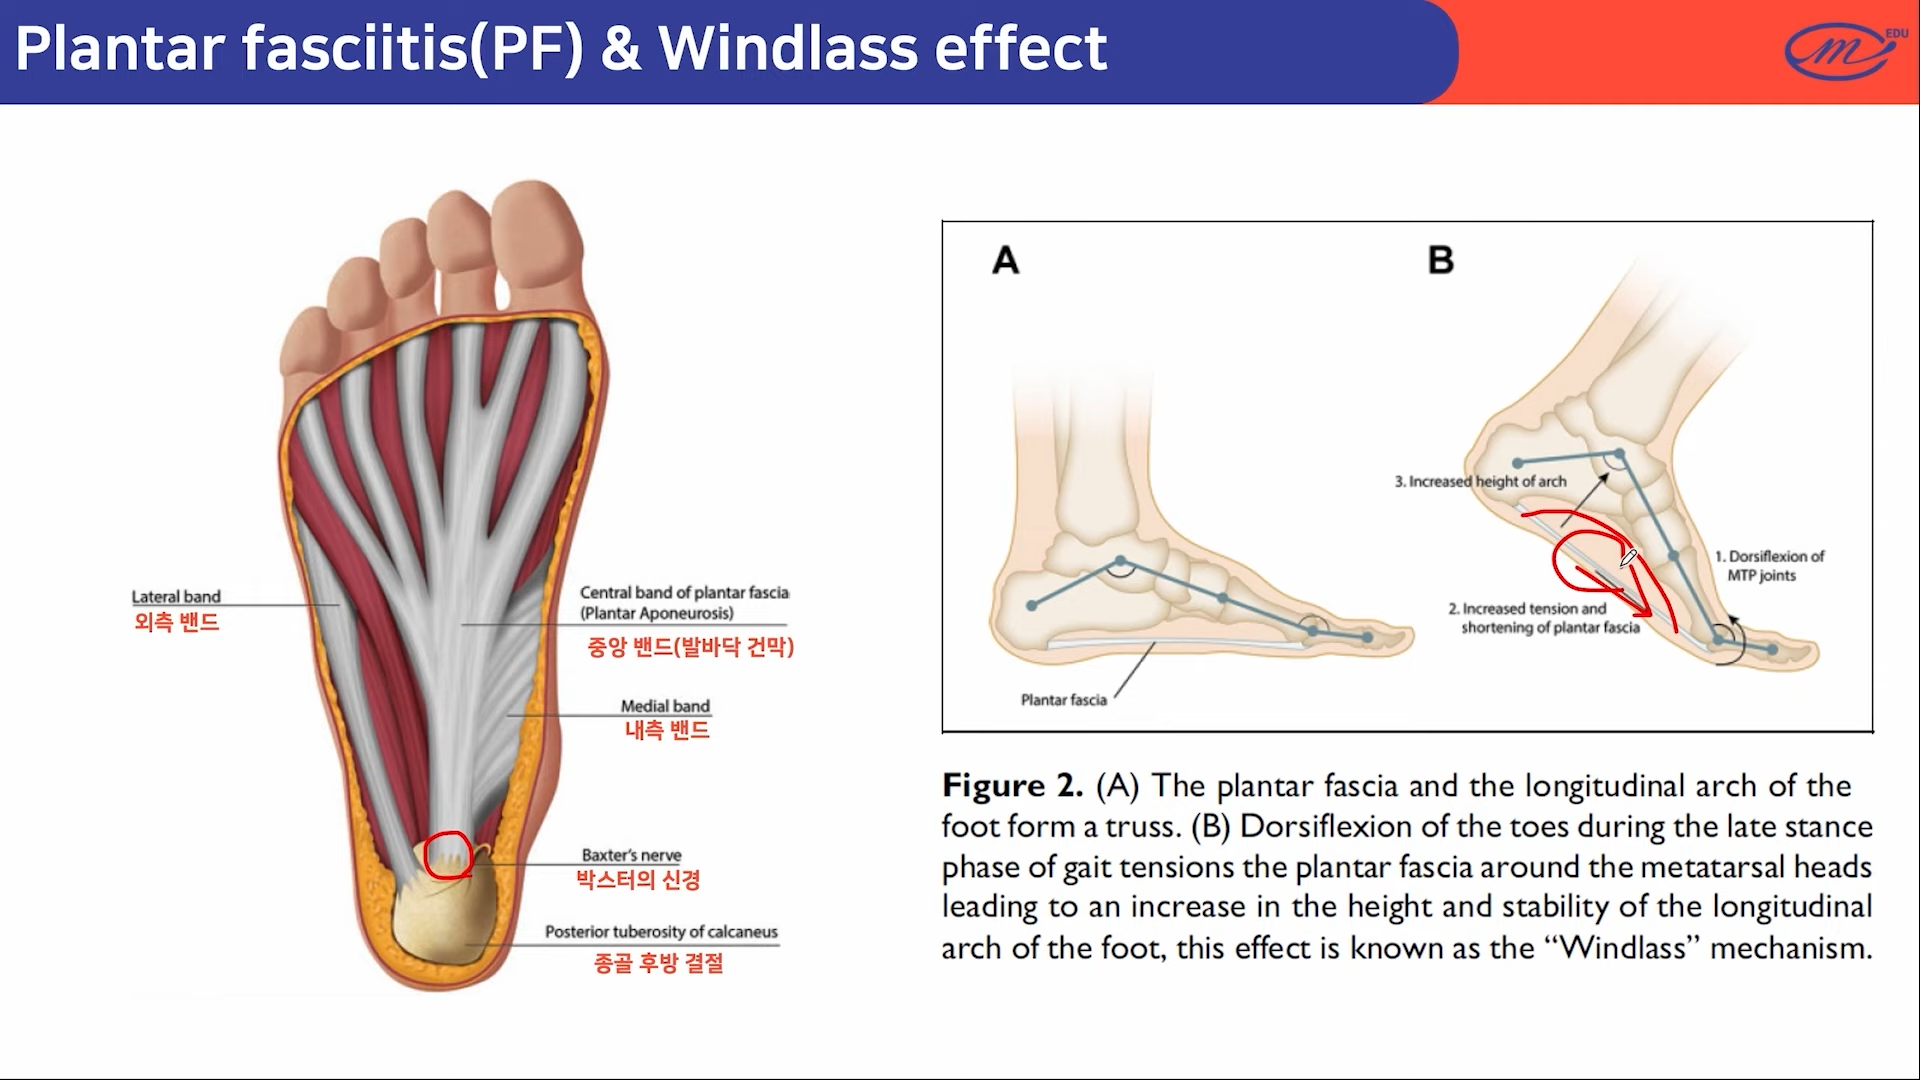 Plantar fasciitis(PF) & Windlass effect
m EDU
Lateral band
외측 밴드
Central band of plantar fascia
(Plantar Aponeurosis)
중앙 밴드(발바닥 건막)
Medial band
내측 밴드
Baxter's nerve
박스터의 신경
Posterior tuberosity of calcaneus
종골 후방 결절
A
Plantar fascia
B
3. Increased height of arch
1. Dorsiflexion of
MTP joints
2. Increased tension and
shortening of plantar fascia
Figure 2. (A) The plantar fascia and the longitudinal arch of the
foot form a truss. (B) Dorsiflexion of the toes during the late stance
phase of gait tensions the plantar fascia around the metatarsal heads
leading to an increase in the height and stability of the longitudinal
arch of the foot, this effect is known as the “Windlass” mechanism.